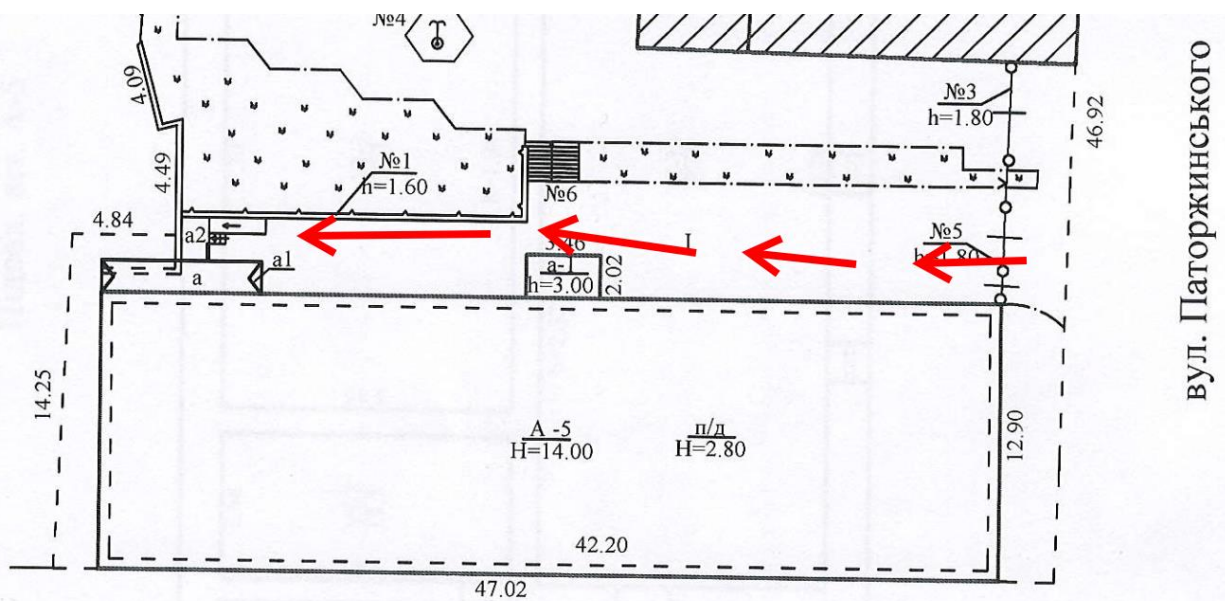 №4
4.09
№3
h=1.80
46.92
вул. Паторжинського
4.49
№1
h=1.60
№6
4.84
a2
3.46
I
№5
h=1.80
a1
a
h=3.00
2.02
a
14.25
А -5
H=14.00
п/д
H=2.80
12.90
42.20
47.02